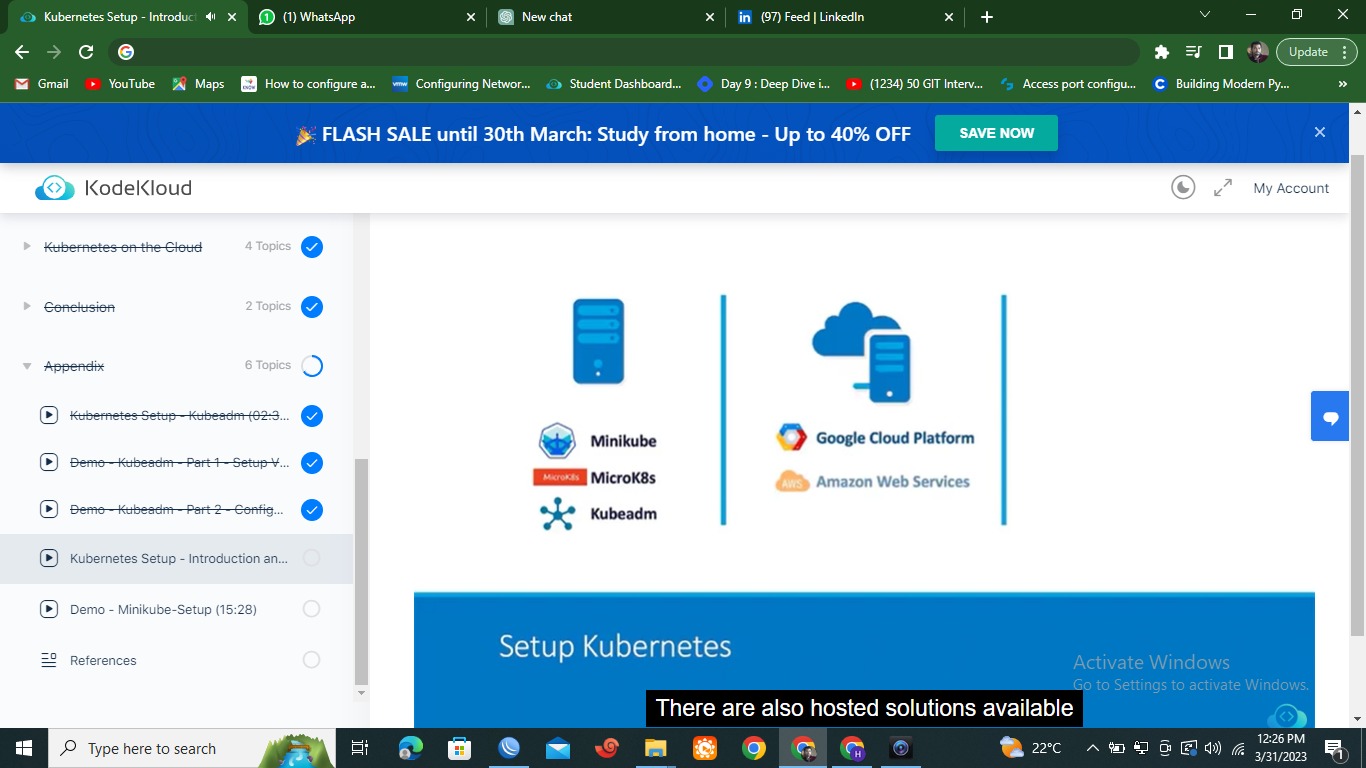 Kubernetes Setup - Introduct
(1) WhatsApp
New chat
(97) Feed | LinkedIn
Update
Gmail
YouTube
Maps
How to configure a...
Configuring Networ...
Student Dashboard...
Day 9 : Deep Dive i...
(1234) 50 GIT Interv...
Access port configu...
Building Modern Py...
FLASH SALE until 30th March: Study from home - Up to 40% OFF
SAVE NOW
KodeKloud
My Account
Kubernetes on the Cloud
4 Topics
Conclusion
2 Topics
Appendix
6 Topics
Kubernetes Setup - Kubeadm (02:3...
Demo - Kubeadm - Part 1 - Setup V...
Demo - Kubeadm - Part 2 - Config...
Kubernetes Setup - Introduction an...
Demo - Minikube-Setup (15:28)
References
Minikube
MicroK8s
MicroK8s
Kubeadm
Google Cloud Platform
AWS
Amazon Web Services
Setup Kubernetes
Activate Windows
Go to Settings to activate Windows.
There are also hosted solutions available
Type here to search
22°C
12:26 PM
3/31/2023
1